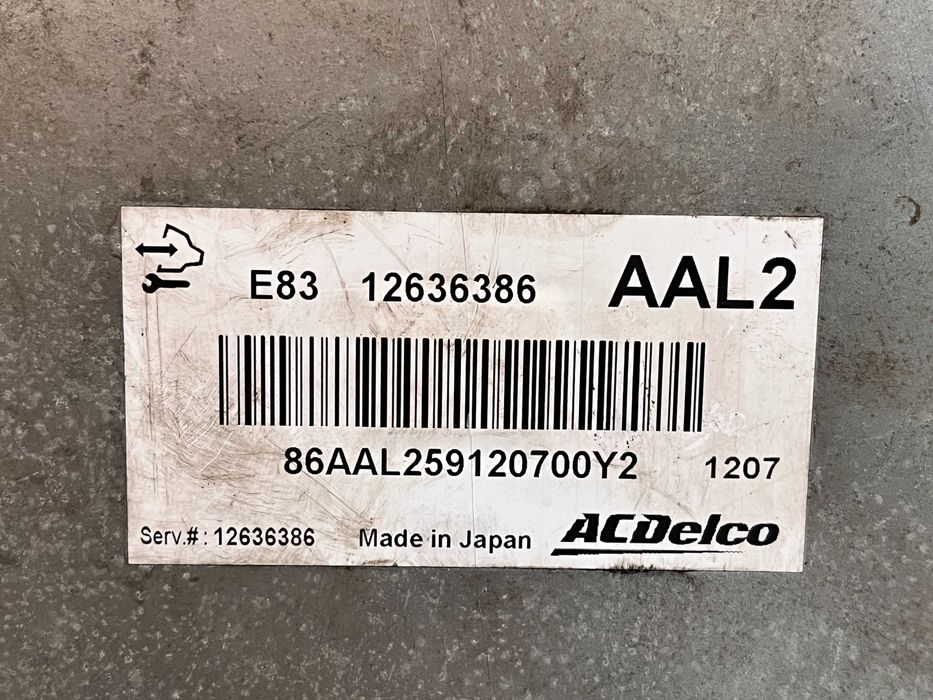 E83 12636386 AAL2
86AAL259120700Y2 1207
Serv.#: 12636386 Made in Japan ACDelco